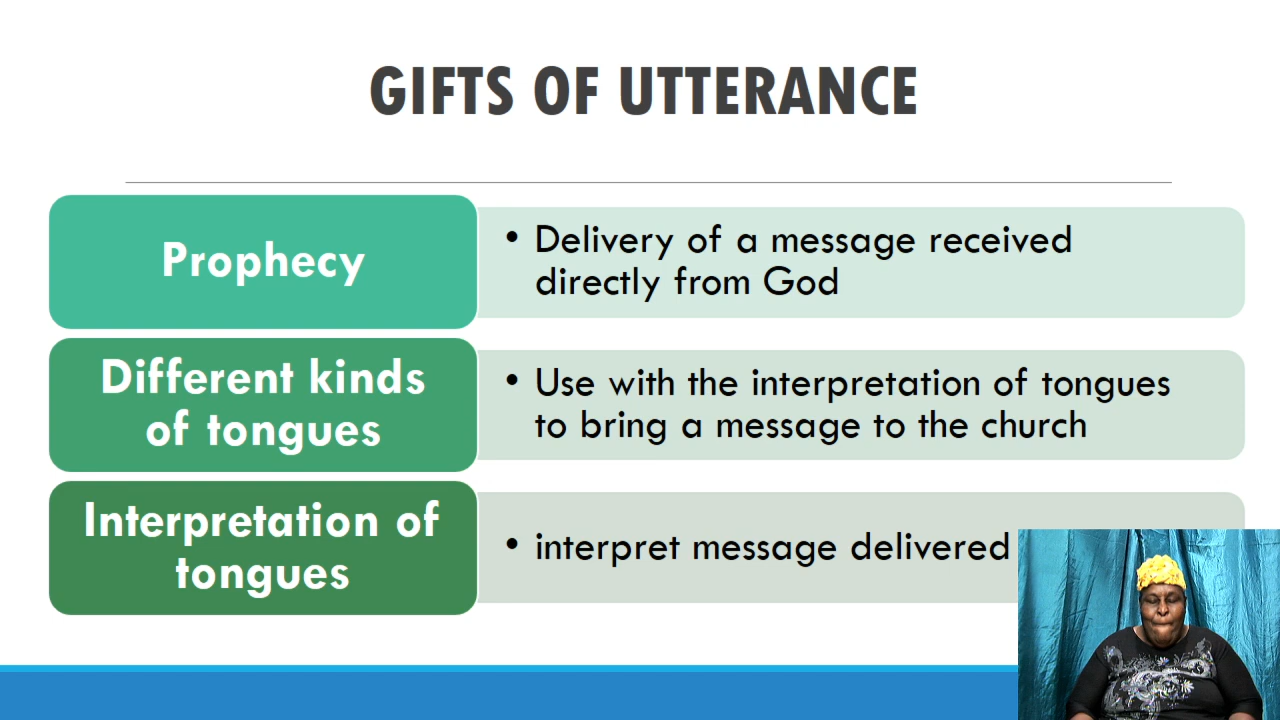 GIFTS OF UTTERANCE
Prophecy
• Delivery of a message received
directly from God
Different kinds
of tongues
• Use with the interpretation of tongues
to bring a message to the church
Interpretation of
tongues
• interpret message delivered